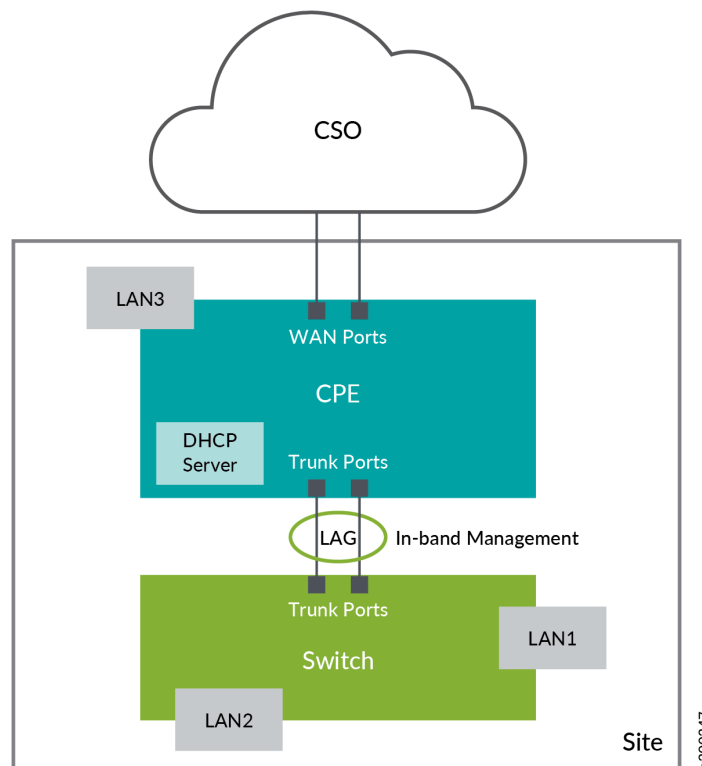 CSO
LAN3
WAN Ports
CPE
DHCP
Server
Trunk Ports
LAG
In-band Management
Trunk Ports
LAN1
Switch
LAN2
Site